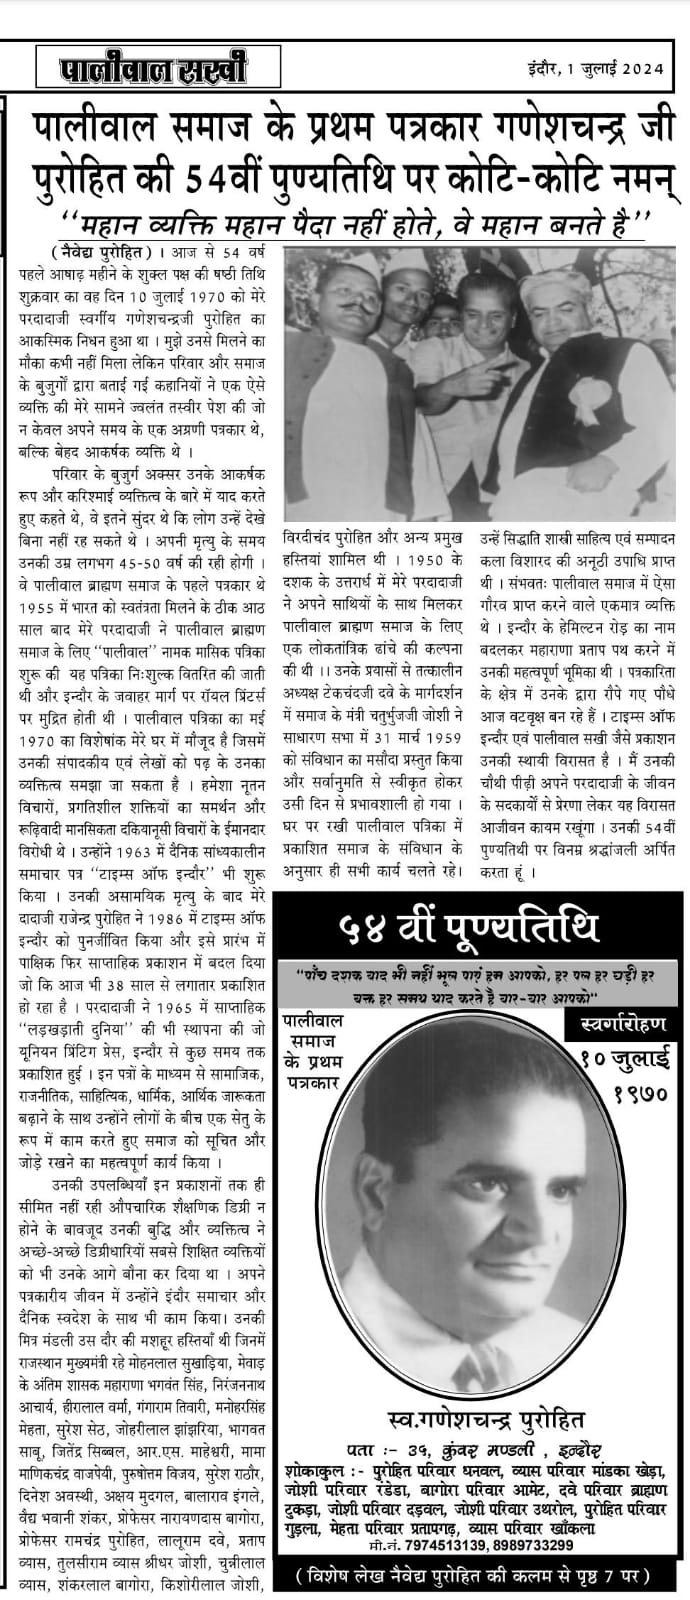 पालीवाल सखी
इंदौर, 1 जुलाई 2024
पालीवाल समाज के प्रथम पत्रकार गणेशचन्द्र जी
पुरोहित की 54वीं पुण्यतिथि पर कोटि-कोटि नमन्
‘‘महान व्यक्ति महान पैदा नहीं होते, वे महान बनते है’’
(नैवेद्य पुरोहित)। आज से 54 वर्ष
पहले आषाढ़ महीने के शुक्ल पक्ष की षष्ठी तिथि
शुक्रवार का वह दिन 10 जुलाई 1970 को मेरे
परदादाजी स्वर्गीय गणेशचन्द्रजी पुरोहित का
आकस्मिक निधन हुआ था । मुझे उनसे मिलने का
मौका कभी नहीं मिला लेकिन परिवार और समाज
के बुजुर्गों द्वारा बताई गई कहानियों ने एक ऐसे
व्यक्ति की मेरे सामने ज्वलंत तस्वीर पेश की जो
न केवल अपने समय के एक अग्रणी पत्रकार थे,
बल्कि बेहद आकर्षक व्यक्ति थे ।
परिवार के बुजुर्ग अक्सर उनके आकर्षक
रूप और करिश्माई व्यक्तित्व के बारे में याद करते
हुए कहते थे, वे इतने सुंदर थे कि लोग उन्हें देखे
बिना नहीं रह सकते थे । अपनी मृत्यु के समय
उनकी उम्र लगभग 45-50 वर्ष की रही होगी ।
वे पालीवाल ब्राह्मण समाज के पहले पत्रकार थे
1955 में भारत को स्वतंत्रता मिलने के ठीक आठ
साल बाद मेरे परदादाजी ने पालीवाल ब्राह्मण
समाज के लिए ‘‘पालीवाल’’ नामक मासिक पत्रिका
शुरू की  यह पत्रिका निःशुल्क वितरित की जाती
थी और इन्दौर के जवाहर मार्ग पर रॉयल प्रिंटर्स
पर मुद्रित होती थी । पालीवाल पत्रिका का मई
1970 का विशेषांक मेरे घर में मौजूद है जिसमें
उनकी संपादकीय एवं लेखों को पढ़ के उनका
व्यक्तित्व समझा जा सकता है । हमेशा नूतन
विचारों, प्रगतिशील शक्तियों का समर्थन और
रूढ़िवादी मानसिकता दकियानूसी विचारों के ईमानदार
विरोधी थे । उन्होंने 1963 में दैनिक सांध्यकालीन
समाचार पत्र ‘‘टाइम्स ऑफ इन्दौर’’ भी शुरू
किया । उनकी असामयिक मृत्यु के बाद मेरे
दादाजी राजेन्द्र पुरोहित ने 1986 में टाइम्स ऑफ
इन्दौर को पुनर्जीवित किया और इसे प्रारंभ में
पाक्षिक फिर साप्ताहिक प्रकाशन में बदल दिया
जो कि आज भी 38 साल से लगातार प्रकाशित
हो रहा है । परदादाजी ने 1965 में साप्ताहिक
‘‘लड़खड़ाती दुनिया’’ की भी स्थापना की जो
यूनियन प्रिंटिग प्रेस, इन्दौर से कुछ समय तक
प्रकाशित हुई । इन पत्रों के माध्यम से सामाजिक,
राजनीतिक, साहित्यिक, धार्मिक, आर्थिक जारूकता
बढ़ाने के साथ उन्होंने लोगों के बीच एक सेतु के
रूप में काम करते हुए समाज को सूचित और
जोड़े रखने का महत्वपूर्ण कार्य किया ।
उनकी उपलब्धियाँ इन प्रकाशनों तक ही
सीमित नहीं रही औपचारिक शैक्षणिक डिग्री न
होने के बावजूद उनकी बुद्धि और व्यक्तित्व ने
अच्छे-अच्छे डिग्रीधारियों सबसे शिक्षित व्यक्तियों
को भी उनके आगे बौना कर दिया था । अपने
पत्रकारीय जीवन में उन्होंने इंदौर समाचार और
दैनिक स्वदेश के साथ भी काम किया। उनकी
मित्र मंडली उस दौर की मशहूर हस्तियाँ थी जिनमें
राजस्थान मुख्यमंत्री रहे मोहनलाल सुखाड़िया, मेवाड़
के अंतिम शासक महाराणा भगवंत सिंह, निरंजननाथ
आचार्य, हीरालाल वर्मा, गंगाराम तिवारी, मनोहरसिंह
मेहता, सुरेश सेठ, जोहरीलाल झांझरिया, भागवत
साबू, जितेंद्र सिब्बल, आर.एस. माहेश्वरी, मामा
माणिकचंद्र वाजपेयी, पुरुषोत्तम विजय, सुरेश राठौर,
दिनेश अवस्थी, अक्षय मुदगल, बालाराव इंगले,
वैद्य भवानी शंकर, प्रोफेसर नारायणदास बागोरा,
प्रोफेसर रामचंद्र पुरोहित, लालूराम दवे, प्रताप
व्यास, तुलसीराम व्यास श्रीधर जोशी, चुन्नीलाल
व्यास, शंकरलाल बागोरा, किशोरीलाल जोशी,
विरदीचंद पुरोहित और अन्य प्रमुख
हस्तियां शामिल थी । 1950 के
दशक के उत्तरार्ध में मेरे परदादाजी
ने अपने साथियों के साथ मिलकर
पालीवाल ब्राह्मण समाज के लिए
एक लोकतांत्रिक ढांचे की कल्पना
की थी ।। उनके प्रयासों से तत्कालीन
अध्यक्ष टेकचंदजी दवे के मार्गदर्शन
में समाज के मंत्री चतुर्भुजजी जोशी ने
साधारण सभा में 31 मार्च 1959
को संविधान का मसौदा प्रस्तुत किया
और सर्वानुमति से स्वीकृत होकर
उसी दिन से प्रभावशाली हो गया ।
घर पर रखी पालीवाल पत्रिका में
प्रकाशित समाज के संविधान के
अनुसार ही सभी कार्य चलते रहे।
उन्हें सिद्धाति शास्त्री साहित्य एवं सम्पादन
कला विशारद की अनूठी उपाधि प्राप्त
थी । संभवतः पालीवाल समाज में ऐसा
गौरव प्राप्त करने वाले एकमात्र व्यक्ति
थे । इन्दौर के हेमिल्टन रोड़ का नाम
बदलकर महाराणा प्रताप पथ करने में
उनकी महत्वपूर्ण भूमिका थी । पत्रकारिता
के क्षेत्र में उनके द्वारा रौपे गए पौधे
आज वटवृक्ष बन रहे हैं । टाइम्स ऑफ
इन्दौर एवं पालीवाल सखी जैसे प्रकाशन
उनकी स्थायी विरासत है । मैं उनकी
चौथी पीढ़ी अपने परदादाजी के जीवन
के सदकार्यों से प्रेरणा लेकर यह विरासत
आजीवन कायम रखूंगा । उनकी 54वीं
पुण्यतिथी पर विनम्र श्रद्धांजली अर्पित
करता हूं ।
५४ वीं पूण्यतिथि
‘‘पाँच दशक बाद भी नहीं भूल पाएं हम आपको, हर पल हर घड़ी हर
वक्त हर समय याद करते है बार-बार आपको’’
पालीवाल
समाज
के प्रथम
पत्रकार
स्वर्गारोहण
१० जुलाई
१९७०
स्व.गणेशचन्द्र पुरोहित
पता :- ३६, कुंवर मण्डली , इन्दौर
शोकाकुल :- पुरोहित परिवार धनवल, व्यास परिवार मांडका खेड़ा,
जोशी परिवार रंडेडा, बागोरा परिवार आमेट, दवे परिवार ब्राह्मण
टुकड़ा, जोशी परिवार दड़वल, जोशी परिवार उथरोल, पुरोहित परिवार
गुड़ला, मेहता परिवार प्रतापगढ़, व्यास परिवार खाँकला
मो.नं. 7974513139, 8989733299
( विशेष लेख नैवेद्य पुरोहित की कलम से पृष्ठ 7 पर )